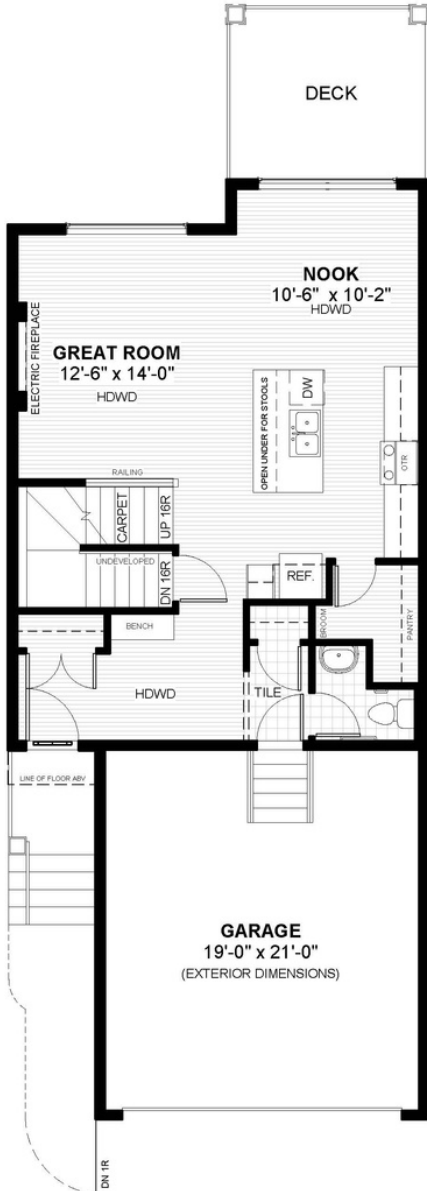 DECK
NOOK
10'-6" x 10'-2"
HDWD
ELECTRIC FIREPLACE
GREAT ROOM
12'-6" x 14'-0"
HDWD
OPEN UNDER FOR STOOLS
DW
OTR
RAILING
CARPET
UP 16R
UNDEVELOPED
DN 16R
REF.
BENCH
BROOM
PANTRY
HDWD
TILE
LINE OF FLOOR ABV
GARAGE
19'-0" x 21'-0"
(EXTERIOR DIMENSIONS)
DN 1R